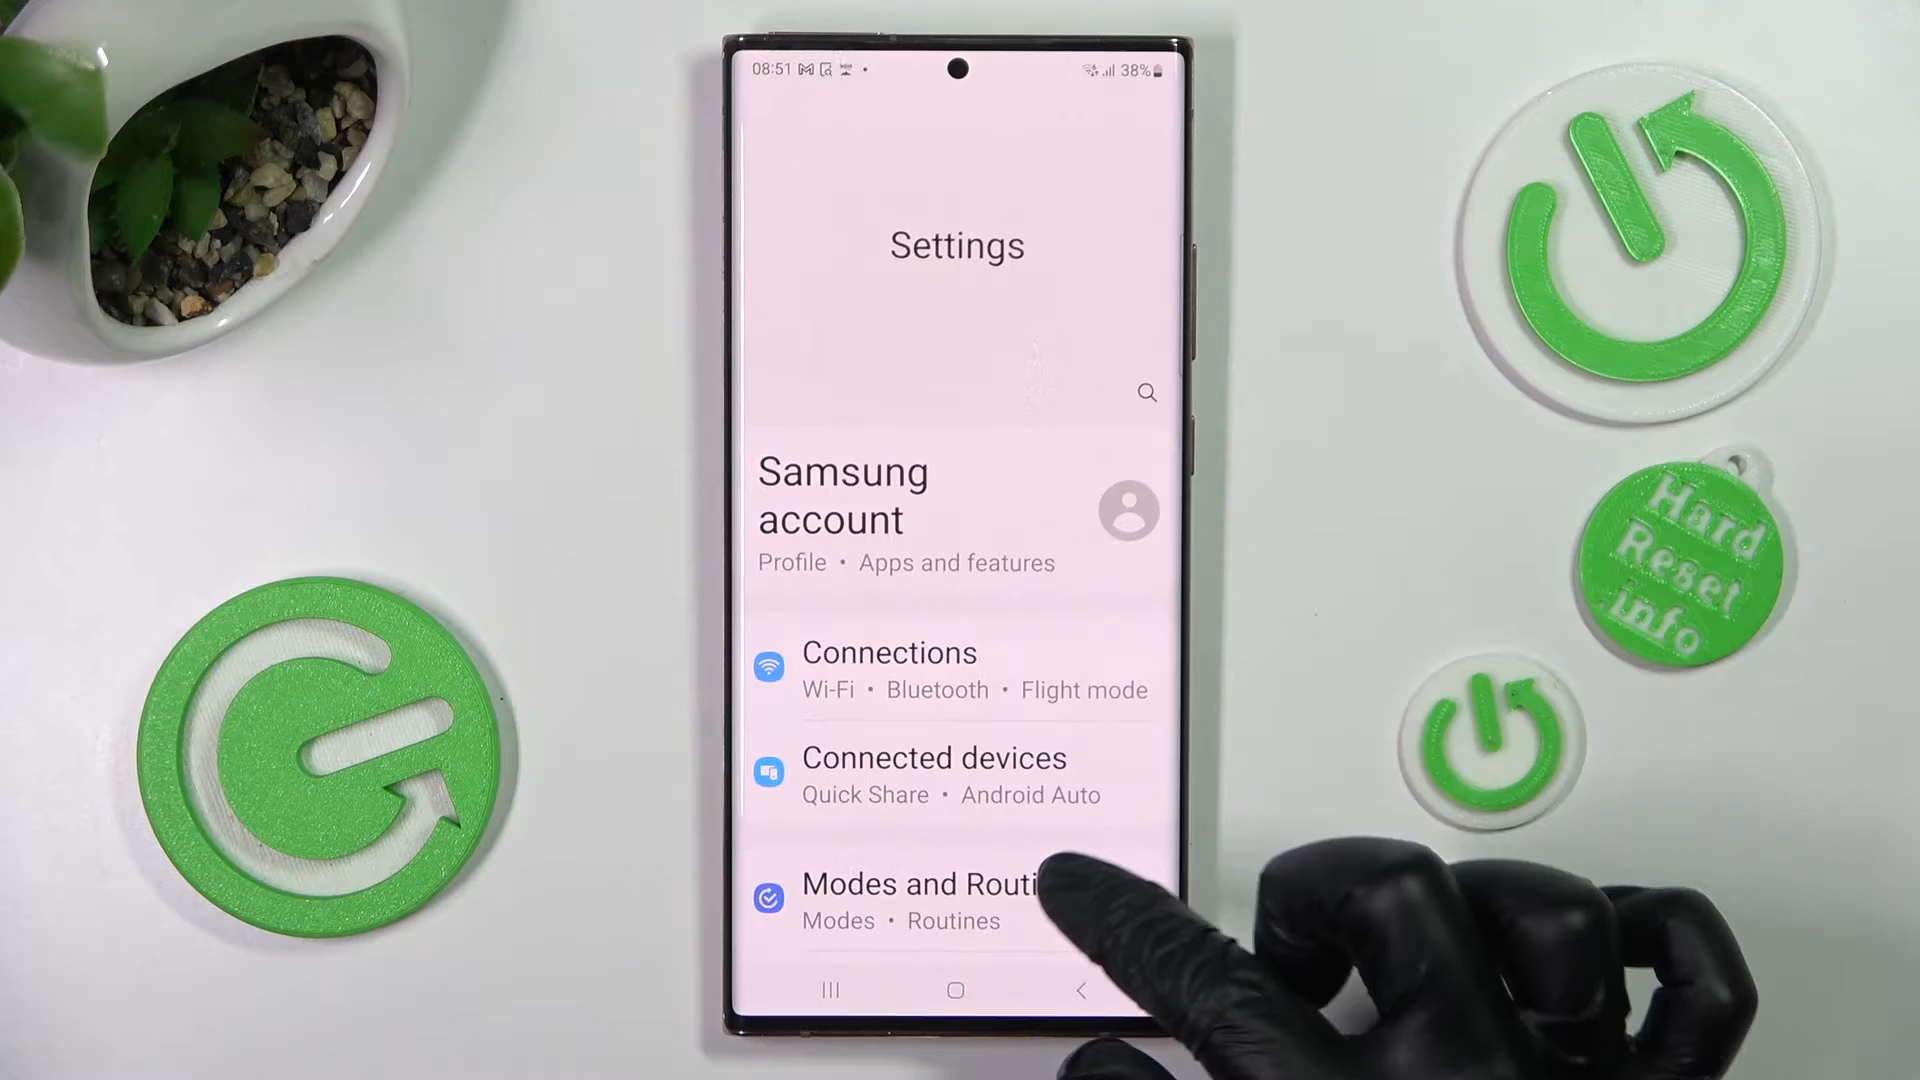 08:51
38%
Settings
Samsung
account
Profile • Apps and features
Connections
Wi-Fi • Bluetooth • Flight mode
Connected devices
Quick Share • Android Auto
Modes and Routi
Modes • Routines
Hard
Reset
.info